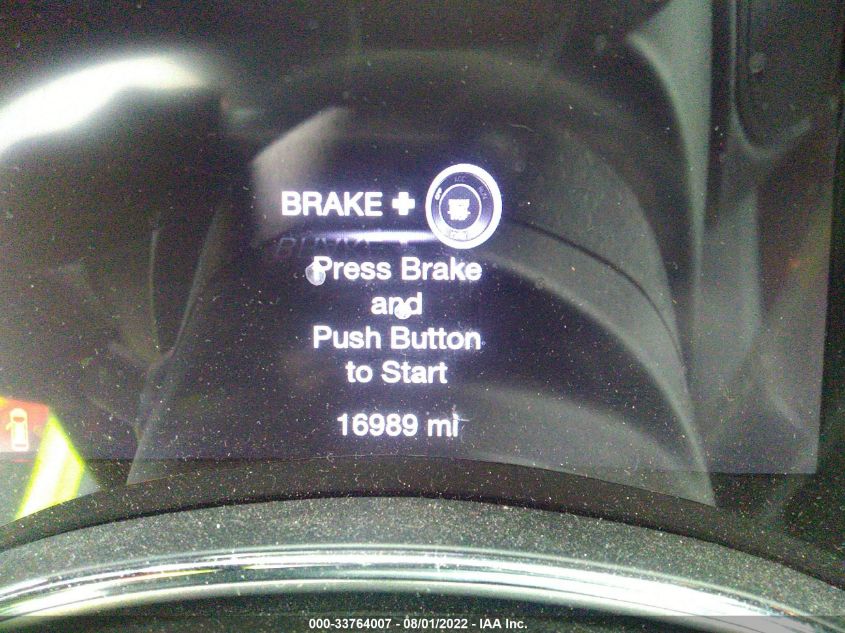 BRAKE +
Press Brake
and
Push Button
to Start
16989 mi
000-33764007 - 08/01/2022 - IAA Inc.